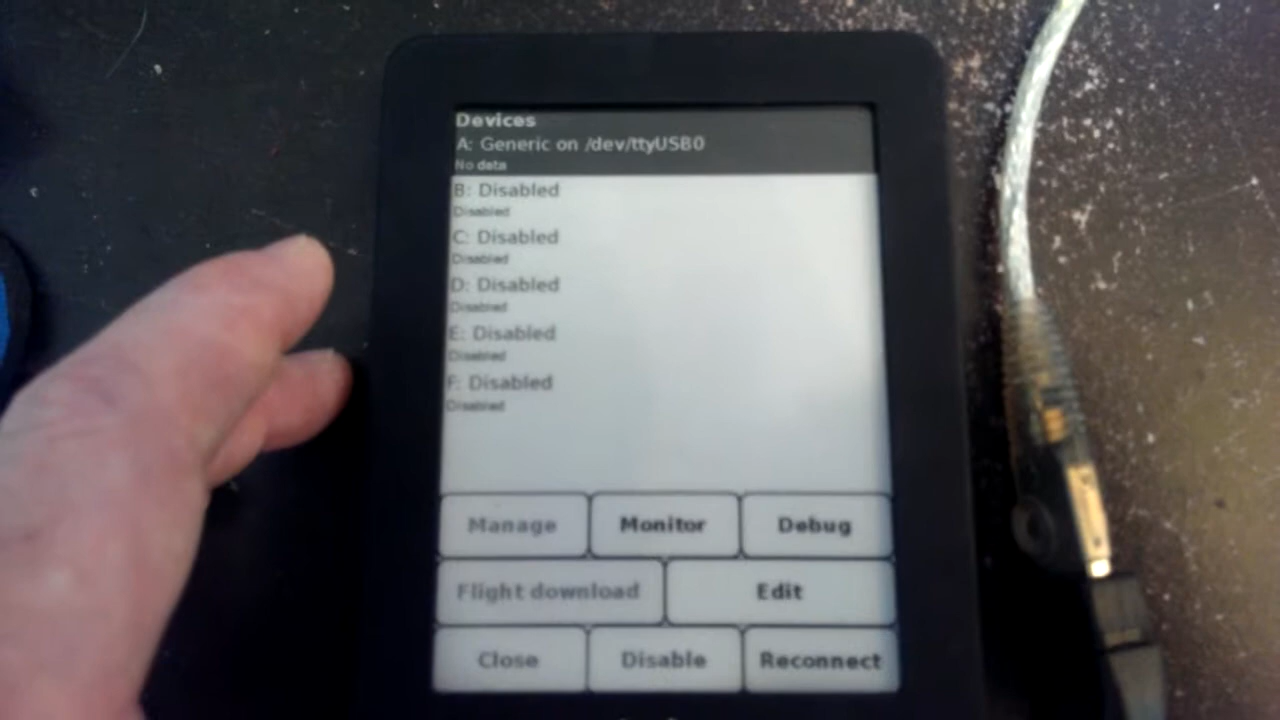 Devices
A: Generic on /dev/ttyUSB0
No data
B: Disabled
Disabled
C: Disabled
Disabled
D: Disabled
Disabled
E: Disabled
Disabled
F: Disabled
Disabled
Manage Monitor Debug
Flight download Edit
Close Disable Reconnect